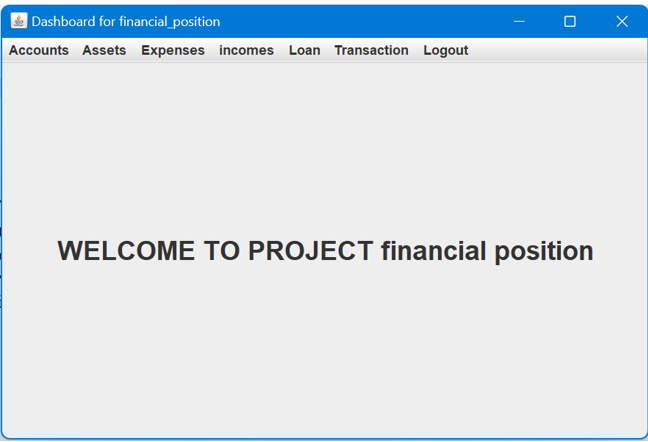 Dashboard for financial_position
Accounts Assets Expenses incomes Loan Transaction Logout
WELCOME TO PROJECT financial position